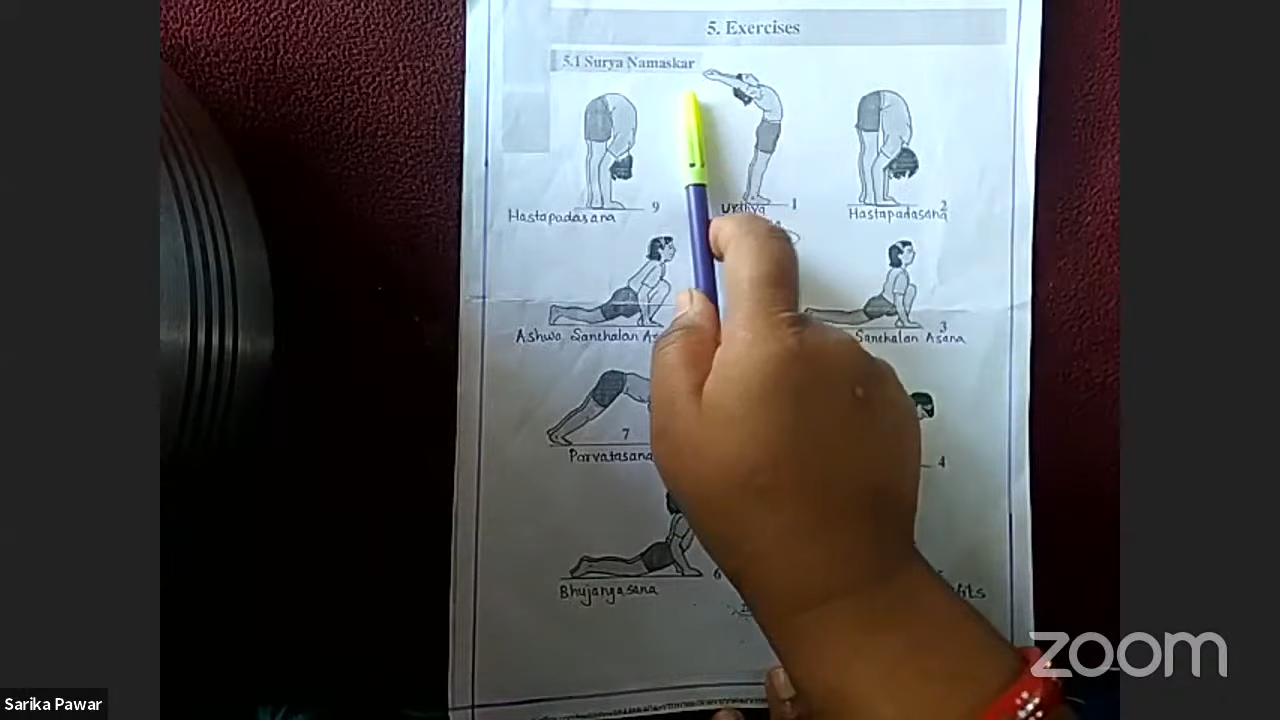 5. Exercises
5.1 Surya Namaskar
9
1
2
Hastapadasana
Hastapadasana
3
Ashwa Sanchalan
Sanchalan Asana
7
4
Parvatasana
6
Bhujangasana
zoom
Sarika Pawar